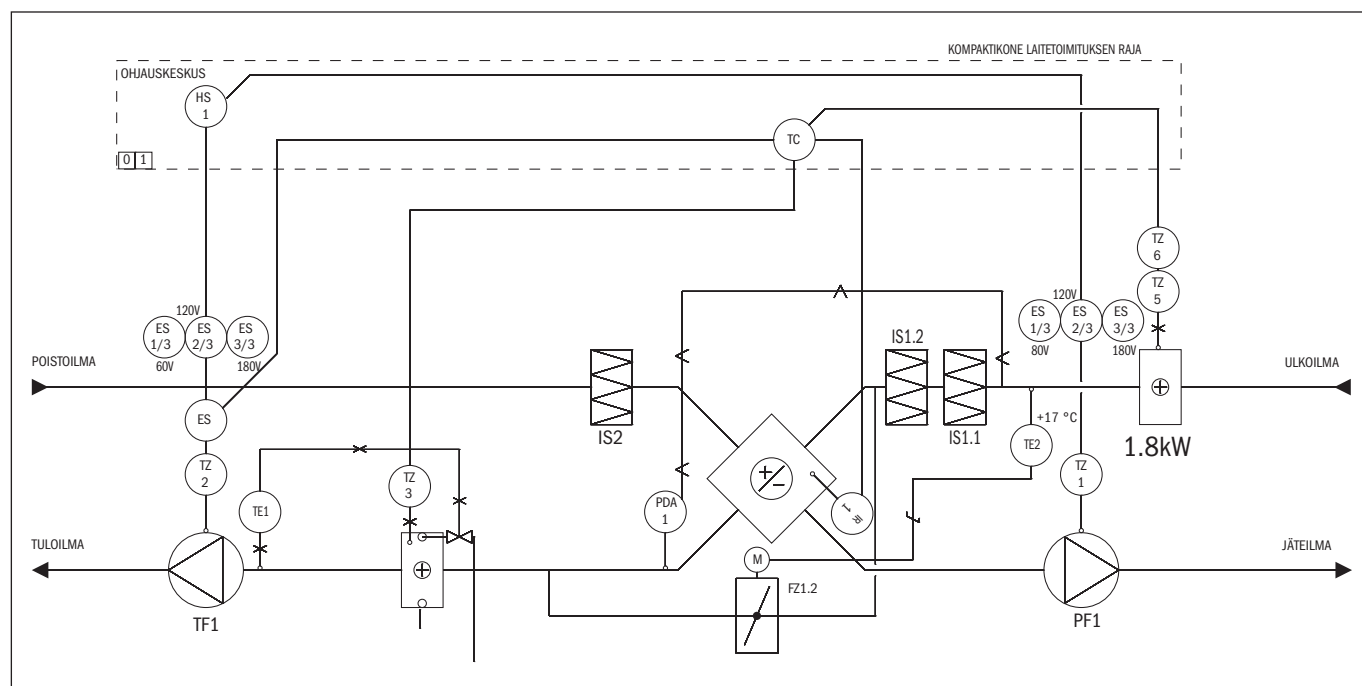 KOMPAKTIKONE LAITETOIMITUKSEN RAJA
OHJAUSKESKUS
HS
1
TC
0 1
TZ
6
TZ
5
120V
ES
1/3
ES
2/3
ES
3/3
60V
180V
120V
ES
1/3
ES
2/3
ES
3/3
80V
180V
POISTOILMA
ULKOILMA
IS1.2
IS2
IS1.1
+17 °C
TE2
1.8kW
ES
TZ
2
TE1
TZ
3
PDA
1
+/-
TZ
1
TULOILMA
JÄTEILMA
M
FZ1.2
TF1
PF1